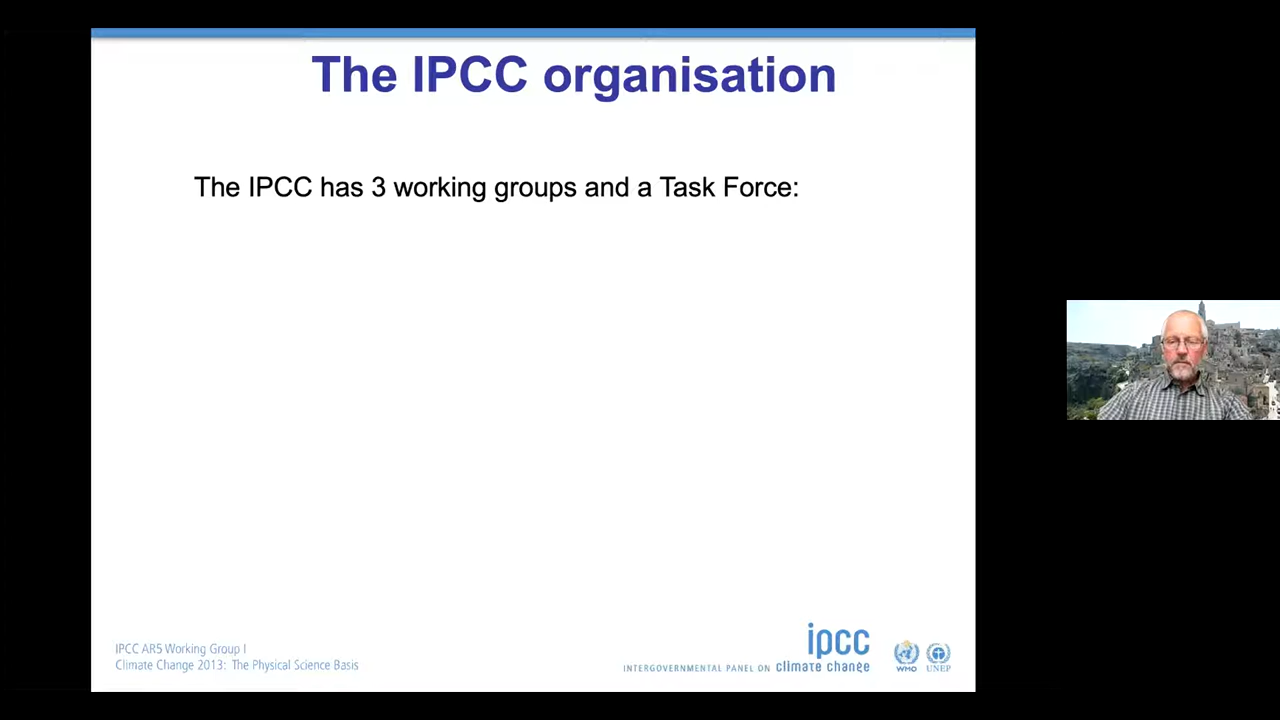 The IPCC organisation
The IPCC has 3 working groups and a Task Force:
IPCC AR5 Working Group I
Climate Change 2013: The Physical Science Basis
ipcc
INTERGOVERNMENTAL PANEL ON climate change
WMO
UNEP